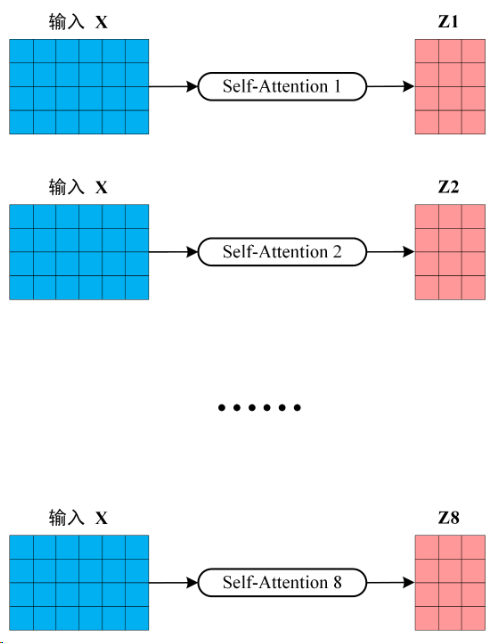 输入 X Z1
Self-Attention 1
输入 X Z2
Self-Attention 2
......
输入 X Z8
Self-Attention 8